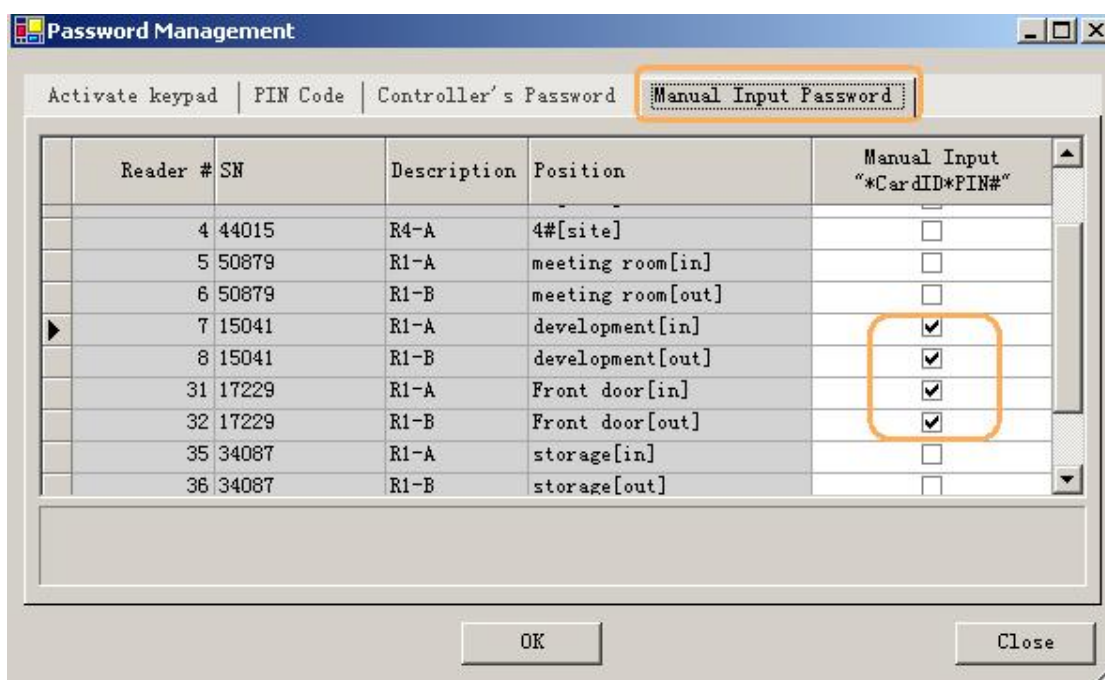 Password Management
Activate keypad | PIN Code | Controller's Password | Manual Input Password
Reader # SN Description Position Manual Input
"*CardID*PIN#"
4 44015 R4-A 4#[site]
5 50879 R1-A meeting room[in]
6 50879 R1-B meeting room[out]
7 15041 R1-A development[in]
8 15041 R1-B development[out]
31 17229 R1-A Front door[in]
32 17229 R1-B Front door[out]
35 34087 R1-A storage[in]
36 34087 R1-B storage[out]
OK Close